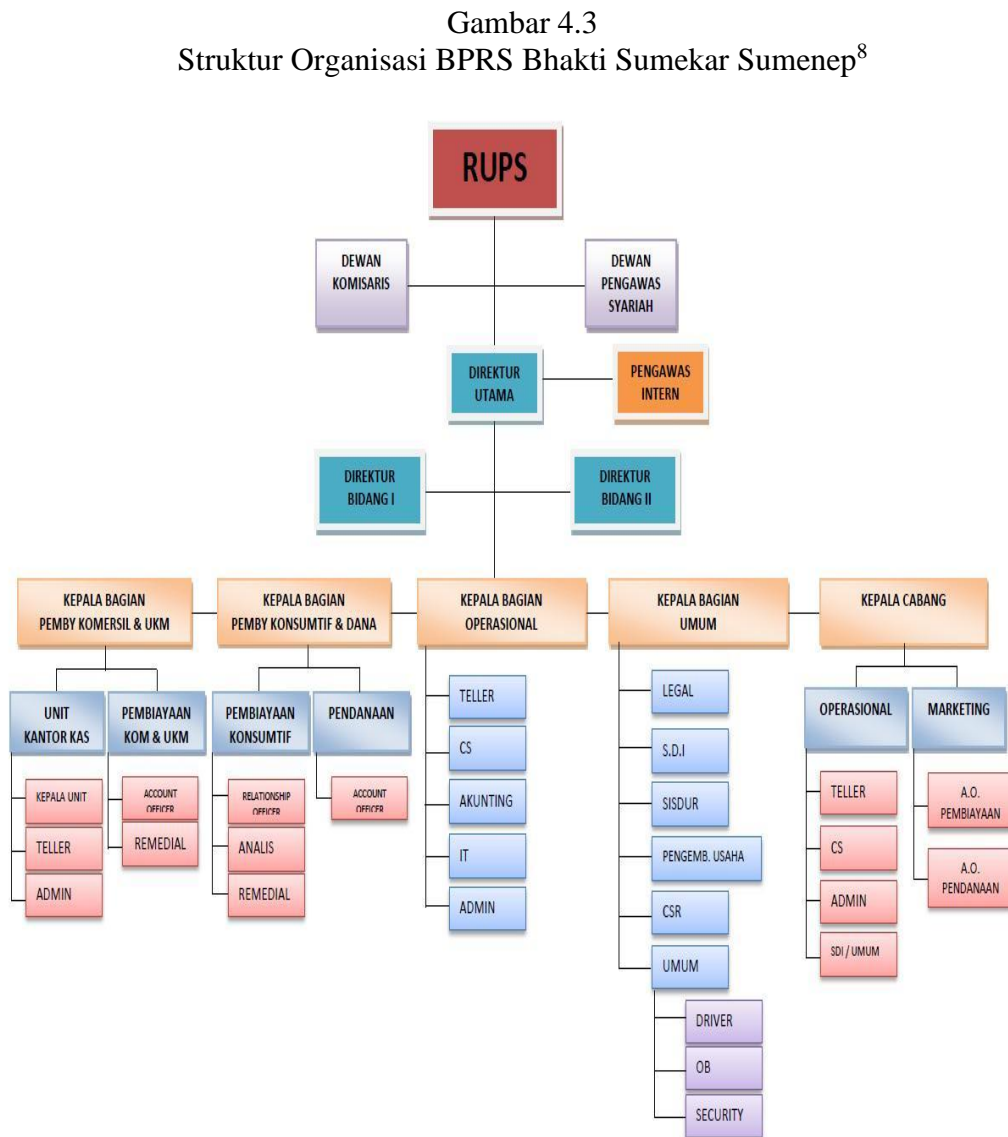 Gambar 4.3
Struktur Organisasi BPRS Bhakti Sumekar Sumenep8
RUPS
DEWAN
KOMISARIS
DEWAN
PENGAWAS
SYARIAH
DIREKTUR
UTAMA
PENGAWAS
INTERN
DIREKTUR
BIDANG I
DIREKTUR
BIDANG II
KEPALA BAGIAN
PEMBY KOMERSIL & UKM
KEPALA BAGIAN
PEMBY KONSUMTIF & DANA
KEPALA BAGIAN
OPERASIONAL
KEPALA BAGIAN
UMUM
KEPALA CABANG
UNIT
KANTOR KAS
KEPALA UNIT
TELLER
ADMIN
PEMBIAYAAN
KOM & UKM
ACCOUNT
OFFICER
REMEDIAL
PEMBIAYAAN
KONSUMTIF
RELATIONSHIP
OFFICER
ANALIS
REMEDIAL
PENDANAAN
ACCOUNT
OFFICER
TELLER
CS
AKUNTING
IT
ADMIN
LEGAL
S.D.I
SISDUR
PENGEMB. USAHA
CSR
UMUM
DRIVER
OB
SECURITY
OPERASIONAL
TELLER
CS
ADMIN
SDI / UMUM
MARKETING
A.O.
PEMBIAYAAN
A.O.
PENDANAAN